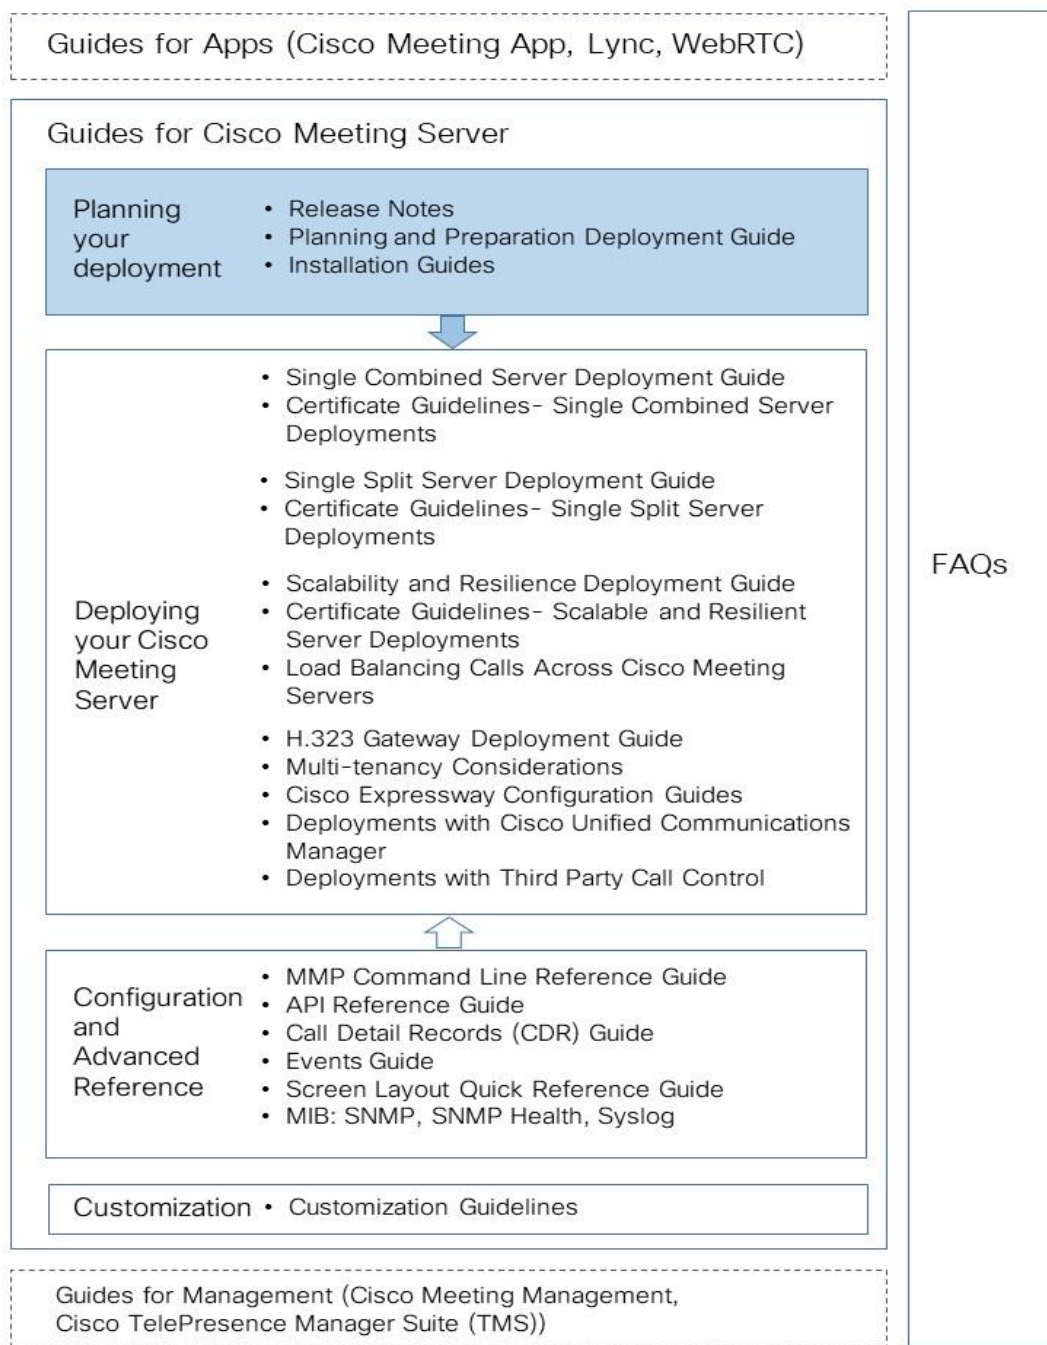 Guides for Apps (Cisco Meeting App, Lync, WebRTC)
Guides for Cisco Meeting Server
Planning
your
deployment
• Release Notes
• Planning and Preparation Deployment Guide
• Installation Guides
Deploying
your Cisco
Meeting
Server
• Single Combined Server Deployment Guide
• Certificate Guidelines- Single Combined Server
Deployments
• Single Split Server Deployment Guide
• Certificate Guidelines- Single Split Server
Deployments
• Scalability and Resilience Deployment Guide
• Certificate Guidelines- Scalable and Resilient
Server Deployments
• Load Balancing Calls Across Cisco Meeting
Servers
• H.323 Gateway Deployment Guide
• Multi-tenancy Considerations
• Cisco Expressway Configuration Guides
• Deployments with Cisco Unified Communications
Manager
• Deployments with Third Party Call Control
Configuration
and
Advanced
Reference
• MMP Command Line Reference Guide
• API Reference Guide
• Call Detail Records (CDR) Guide
• Events Guide
• Screen Layout Quick Reference Guide
• MIB: SNMP, SNMP Health, Syslog
Customization • Customization Guidelines
Guides for Management (Cisco Meeting Management,
Cisco TelePresence Manager Suite (TMS))
FAQs